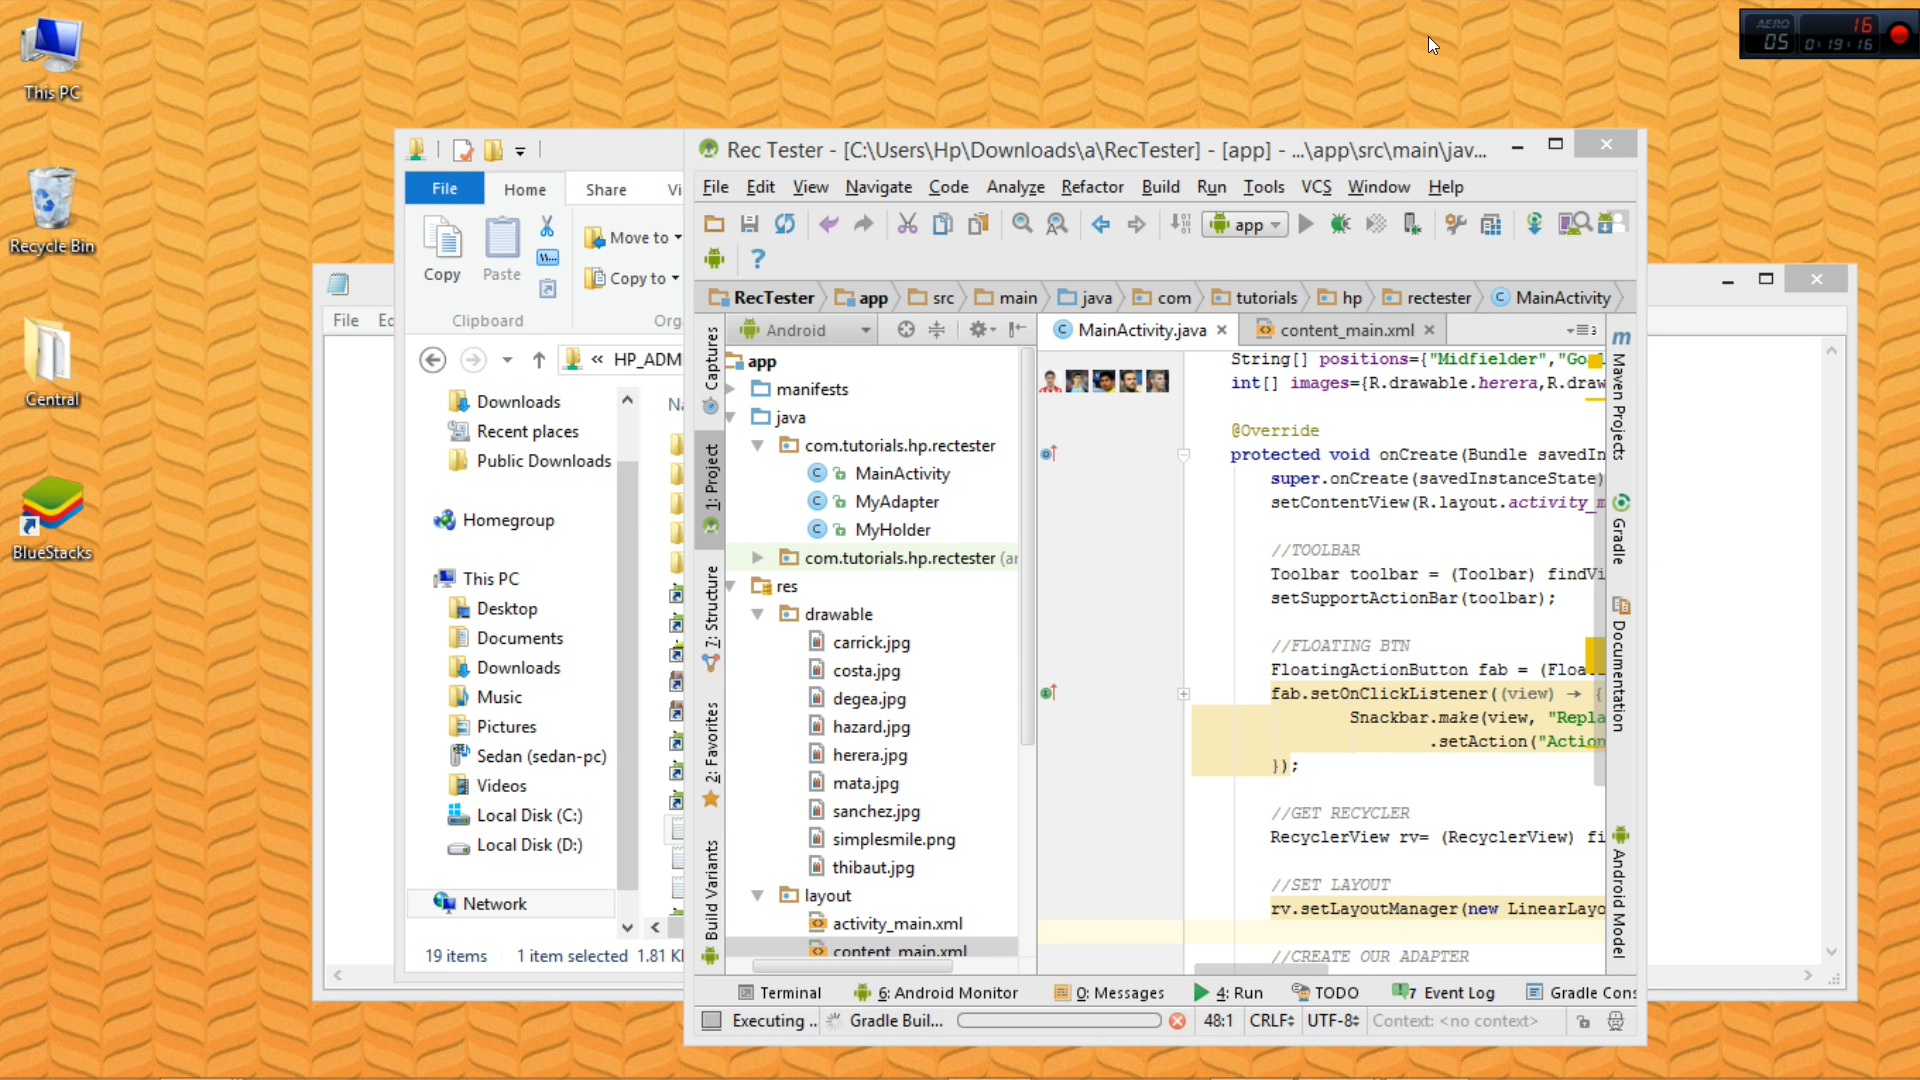 This PC
Recycle Bin
Central
BlueStacks
AERO
05
16
0:19:16
File
File
Home
Share
Copy
Paste
Move to
Copy to
Clipboard
« HP_ADM
Downloads
Recent places
Public Downloads
Homegroup
This PC
Desktop
Documents
Downloads
Music
Pictures
Sedan (sedan-pc)
Videos
Local Disk (C:)
Local Disk (D:)
Network
19 items 1 item selected 1.81
Rec Tester - [C:\Users\Hp\Downloads\a\RecTester] - [app] - ...\app\src\main\jav...
File Edit View Navigate Code Analyze Refactor Build Run Tools VCS Window Help
app
RecTester app src main java com tutorials hp rectester MainActivity
Android
MainActivity.java
content_main.xml
Captures
1: Project
7: Structure
2: Favorites
Build Variants
app
manifests
java
com.tutorials.hp.rectester
MainActivity
MyAdapter
MyHolder
com.tutorials.hp.rectester
res
drawable
carrick.jpg
costa.jpg
degea.jpg
hazard.jpg
herera.jpg
mata.jpg
sanchez.jpg
simplesmile.png
thibaut.jpg
layout
activity_main.xml
content_main.xml
String[] positions={"Midfielder","Goal
int[] images={R.drawable.herera,R.draw
@Override
protected void onCreate(Bundle savedIn
super.onCreate(savedInstanceState)
setContentView(R.layout.activity_m
//TOOLBAR
Toolbar toolbar = (Toolbar) findVi
setSupportActionBar(toolbar);
//FLOATING BTN
FloatingActionButton fab = (Floa
fab.setOnClickListener((view) → {
Snackbar.make(view, "Repla
.setAction("Action
});
//GET RECYCLER
RecyclerView rv= (RecyclerView) fi
//SET LAYOUT
rv.setLayoutManager(new LinearLayo
//CREATE OUR ADAPTER
Maven Projects
Gradle
Documentation
Android Model
Terminal 6: Android Monitor 0: Messages 4: Run TODO 7 Event Log Gradle Cons
Executing .. Gradle Buil... 48:1 CRLF UTF-8 Context: <no context>